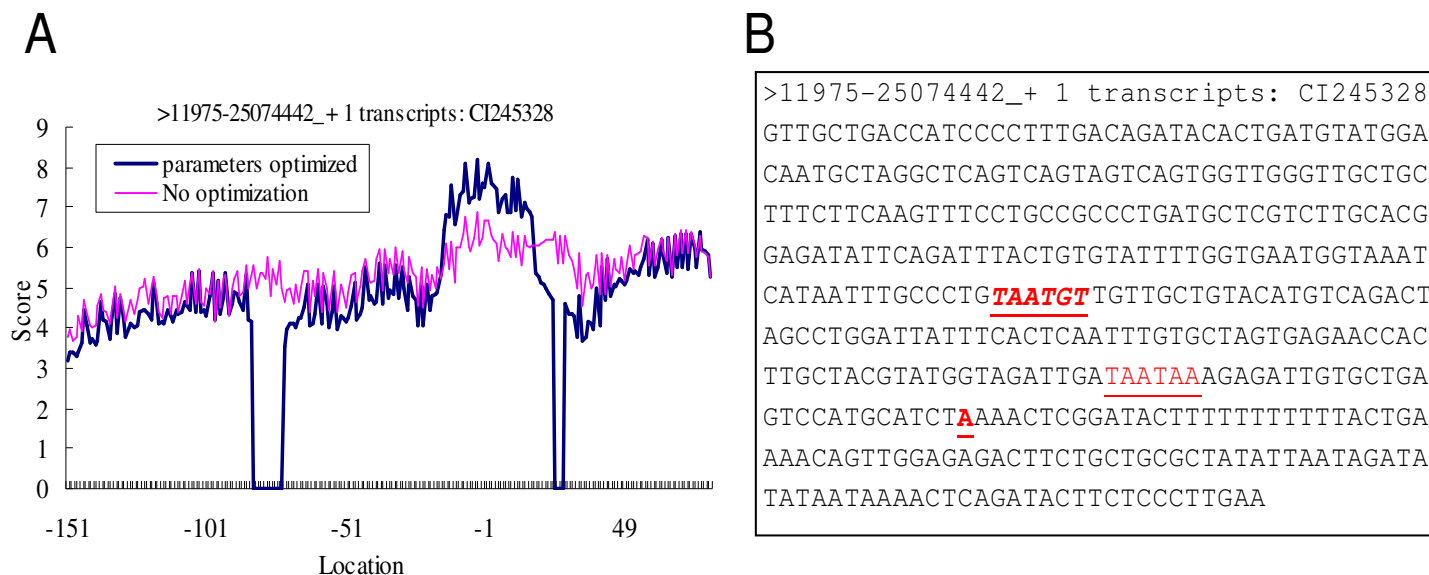 A
>11975-25074442_+ 1 transcripts: CI245328
9
8
7
6
5
4
3
2
1
0
parameters optimized
No optimization
Score
-151
-101
-51
-1
49
Location
B
>11975-25074442_+ 1 transcripts: CI245328
GTTGCTGACCATCCCCTTTGACAGATACACTGATGTATGGA
CAATGCTAGGCTCAGTCAGTAGTCAGTGGTTGGGTTGCTGC
TTTCTTCAAGTTTCCTGCCGCCCTGATGCTCGTCTTGCACG
GAGATATTCAGATTTACTGTGTATTTTGGTGAATGGTAAAT
CATAATTTGCCCTGTAATGTTGTTGCTGTACATGTCAGACT
AGCCTGGATTATTTCACTCAATTTGTGCTAGTGAGAACCAC
TTGCTACGTATGGTAGATTGATAATAAAGAGATTGTGCTGA
GTCCATGCATCTAAAACTCGGATACTTTTTTTTTTTACTGA
AAACAGTTGGAGAGACTTCTGCTGCGCTATATTAATAGATA
TATAATAAAACTCAGATACTTCTCCCTTGAA